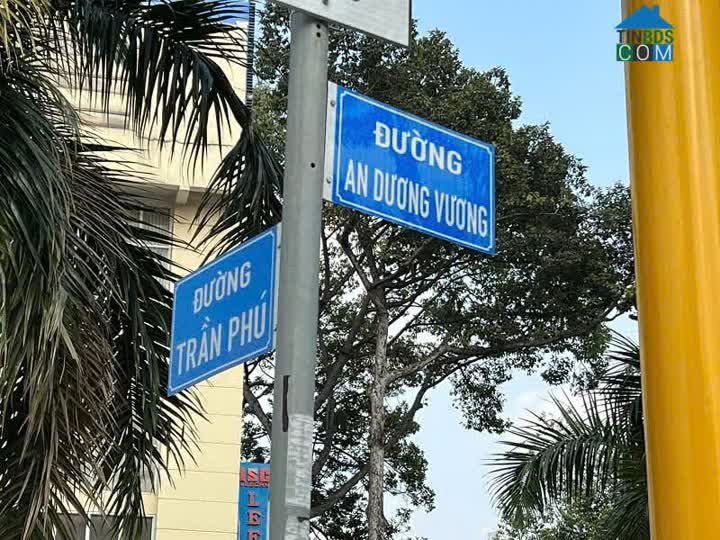 TINBDS
COM
ĐƯỜNG
AN DƯƠNG VƯƠNG
ĐƯỜNG
TRẦN PHÚ